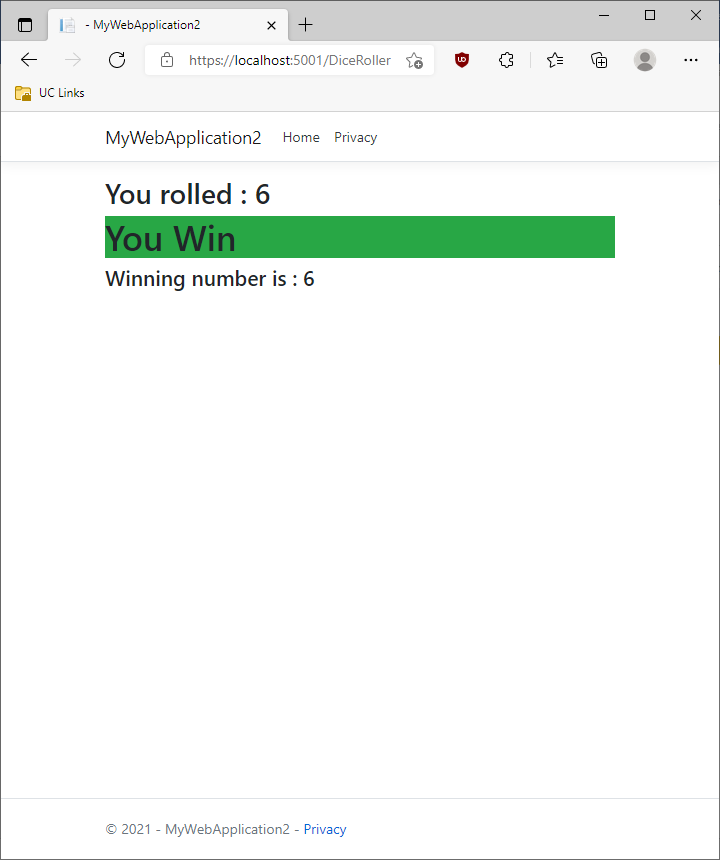 - MyWebApplication2
https://localhost:5001/DiceRoller
UC Links
MyWebApplication2 Home Privacy
You rolled : 6
You Win
Winning number is : 6
© 2021 - MyWebApplication2 - Privacy